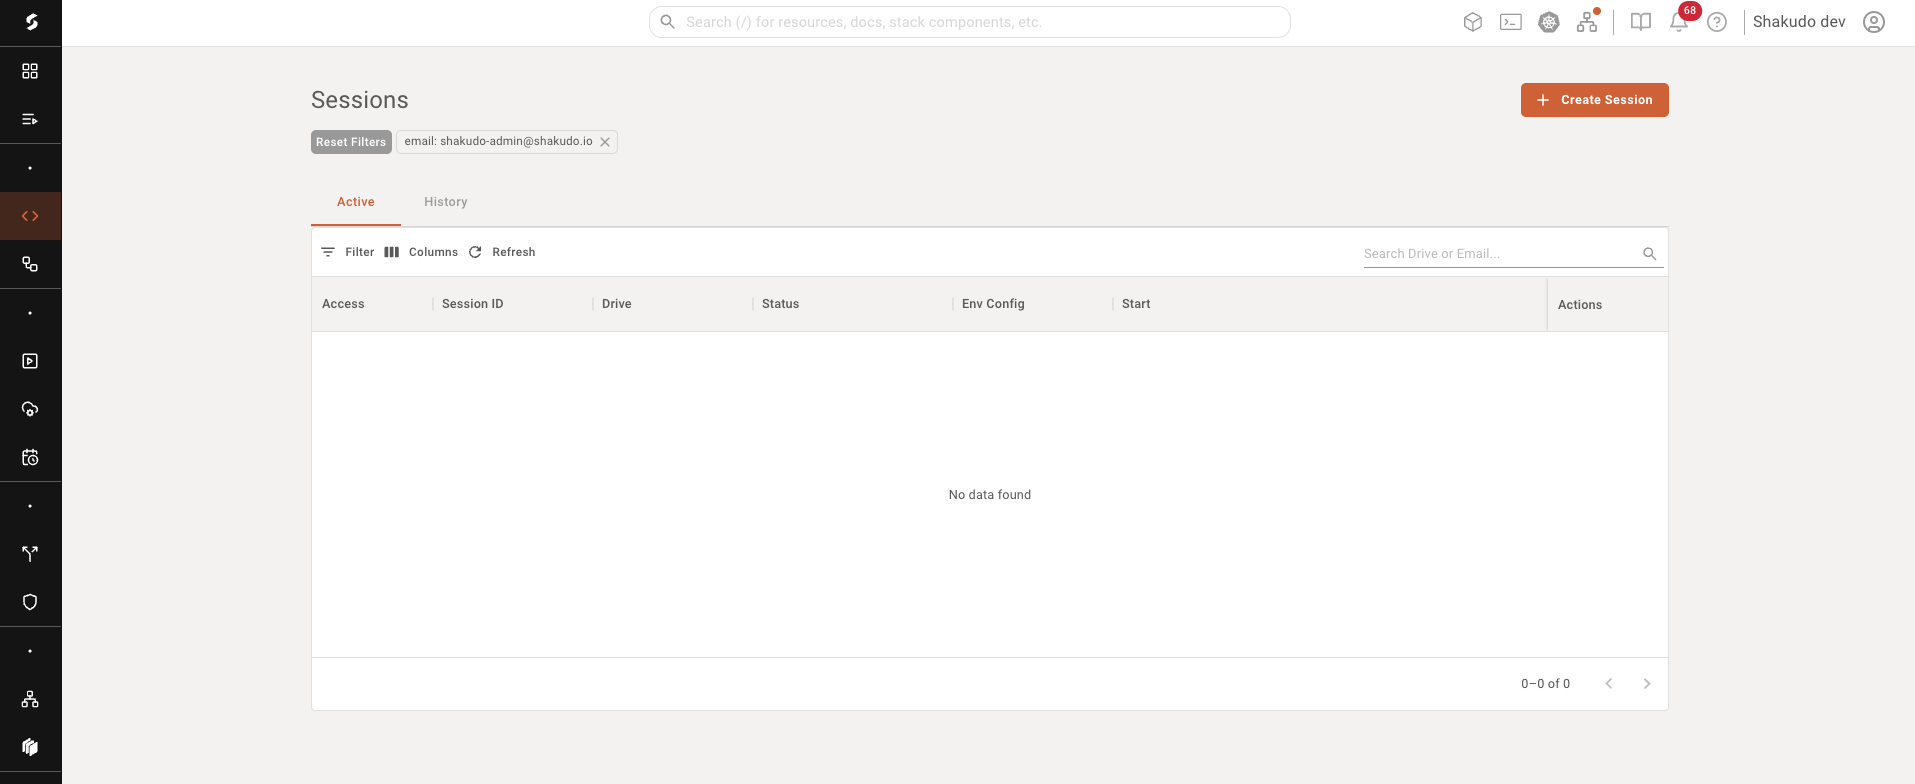 Search (/) for resources, docs, stack components, etc.
68
Shakudo dev
Sessions
Create Session
Reset Filters
email: shakudo-admin@shakudo.io
Active
History
Filter
Columns
Refresh
Search Drive or Email...
Access
Session ID
Drive
Status
Env Config
Start
Actions
No data found
0–0 of 0